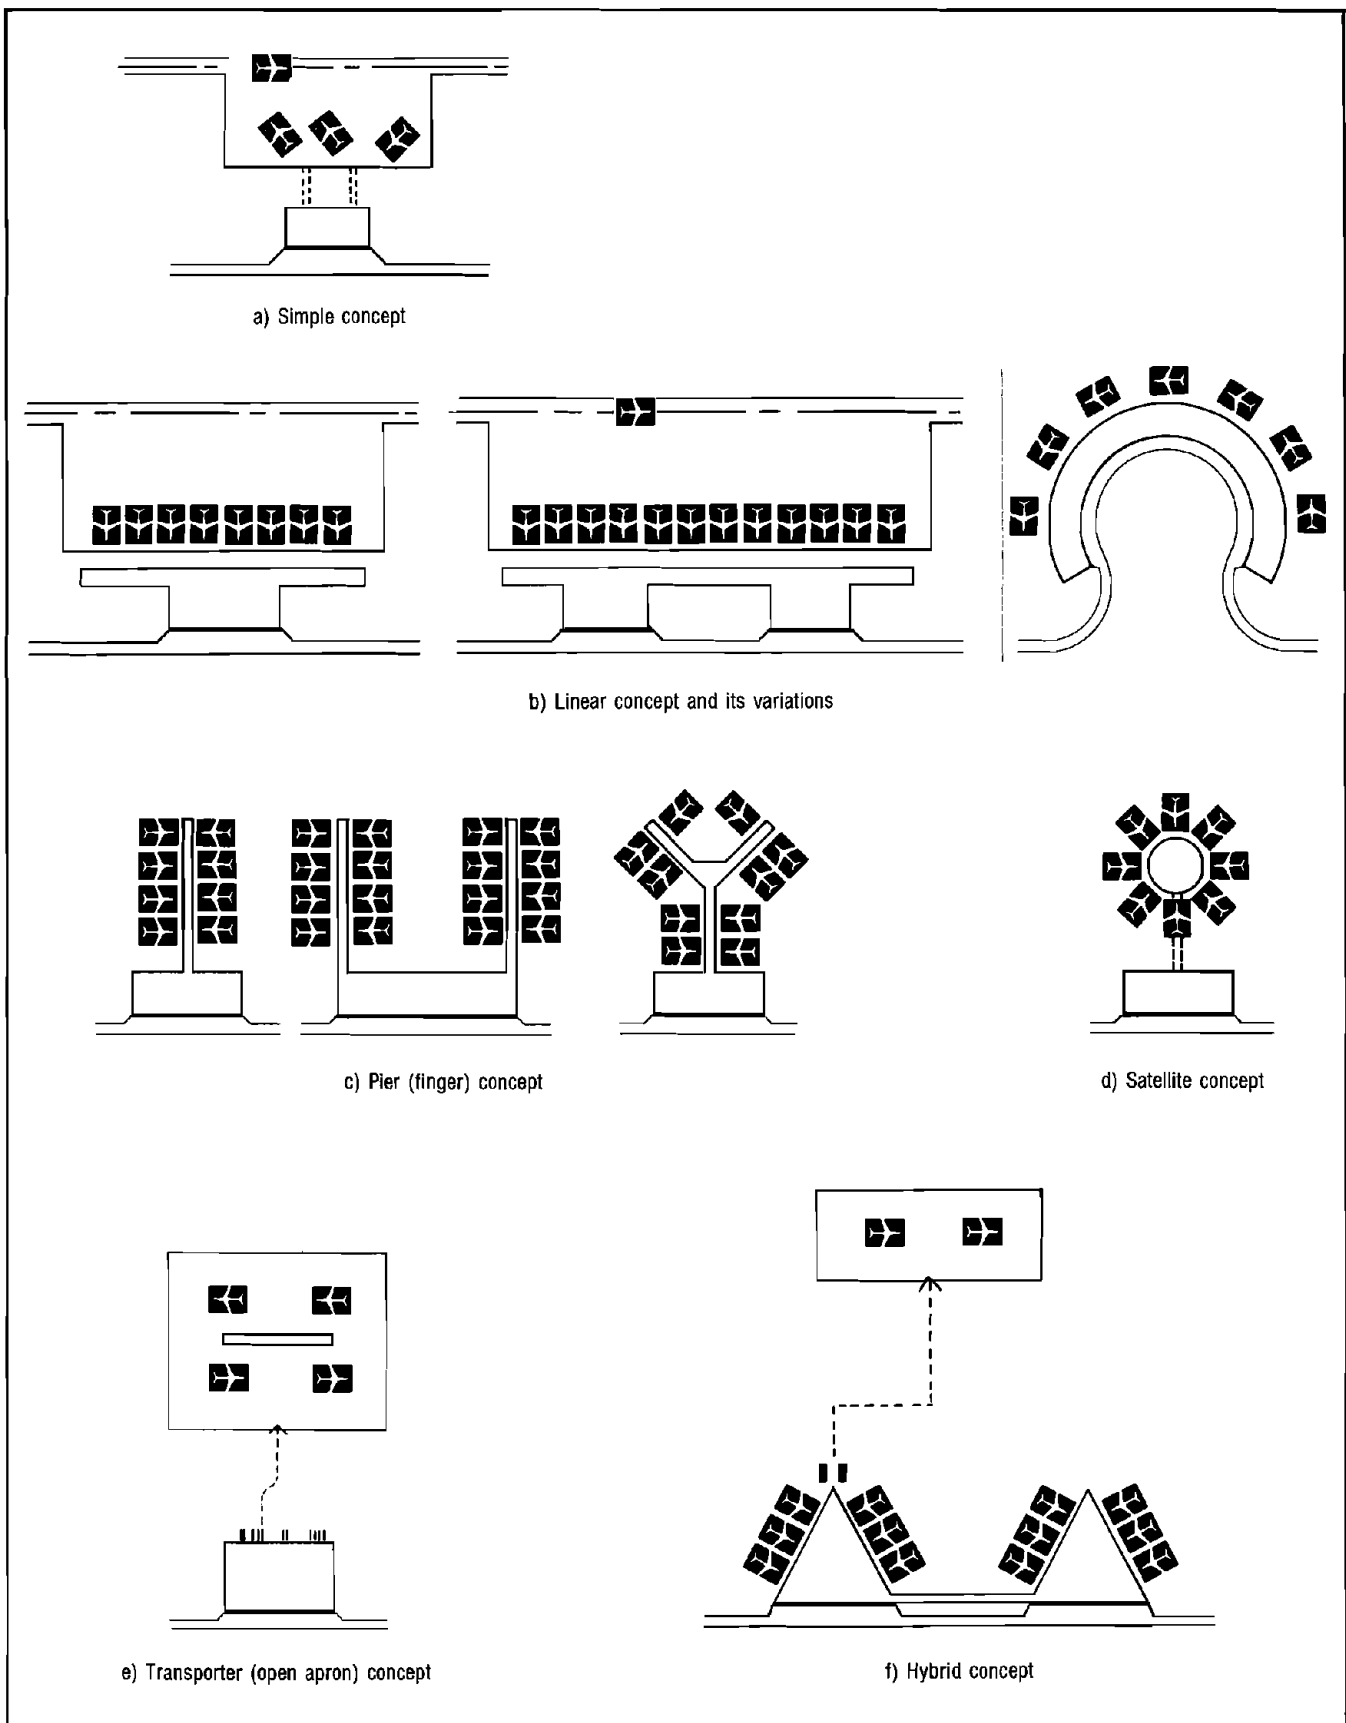 a) Simple concept
b) Linear concept and its variations
c) Pier (finger) concept
d) Satellite concept
e) Transporter (open apron) concept
f) Hybrid concept